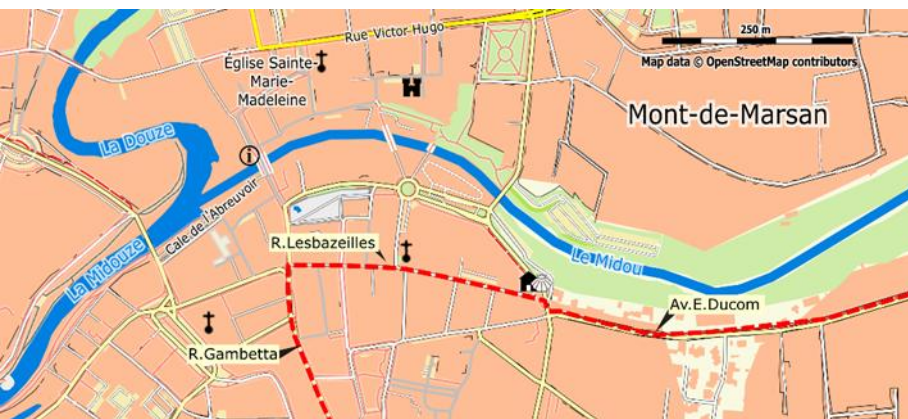 Rue Victor Hugo
250 m
Map data © OpenStreetMap contributors
Église Sainte-
Marie-
Madeleine
Mont-de-Marsan
La Douze
i
Cale de l'Abreuvoir
La Midouze
R.Lesbazeilles
Le Midou
Av.E.Ducom
R.Gambetta